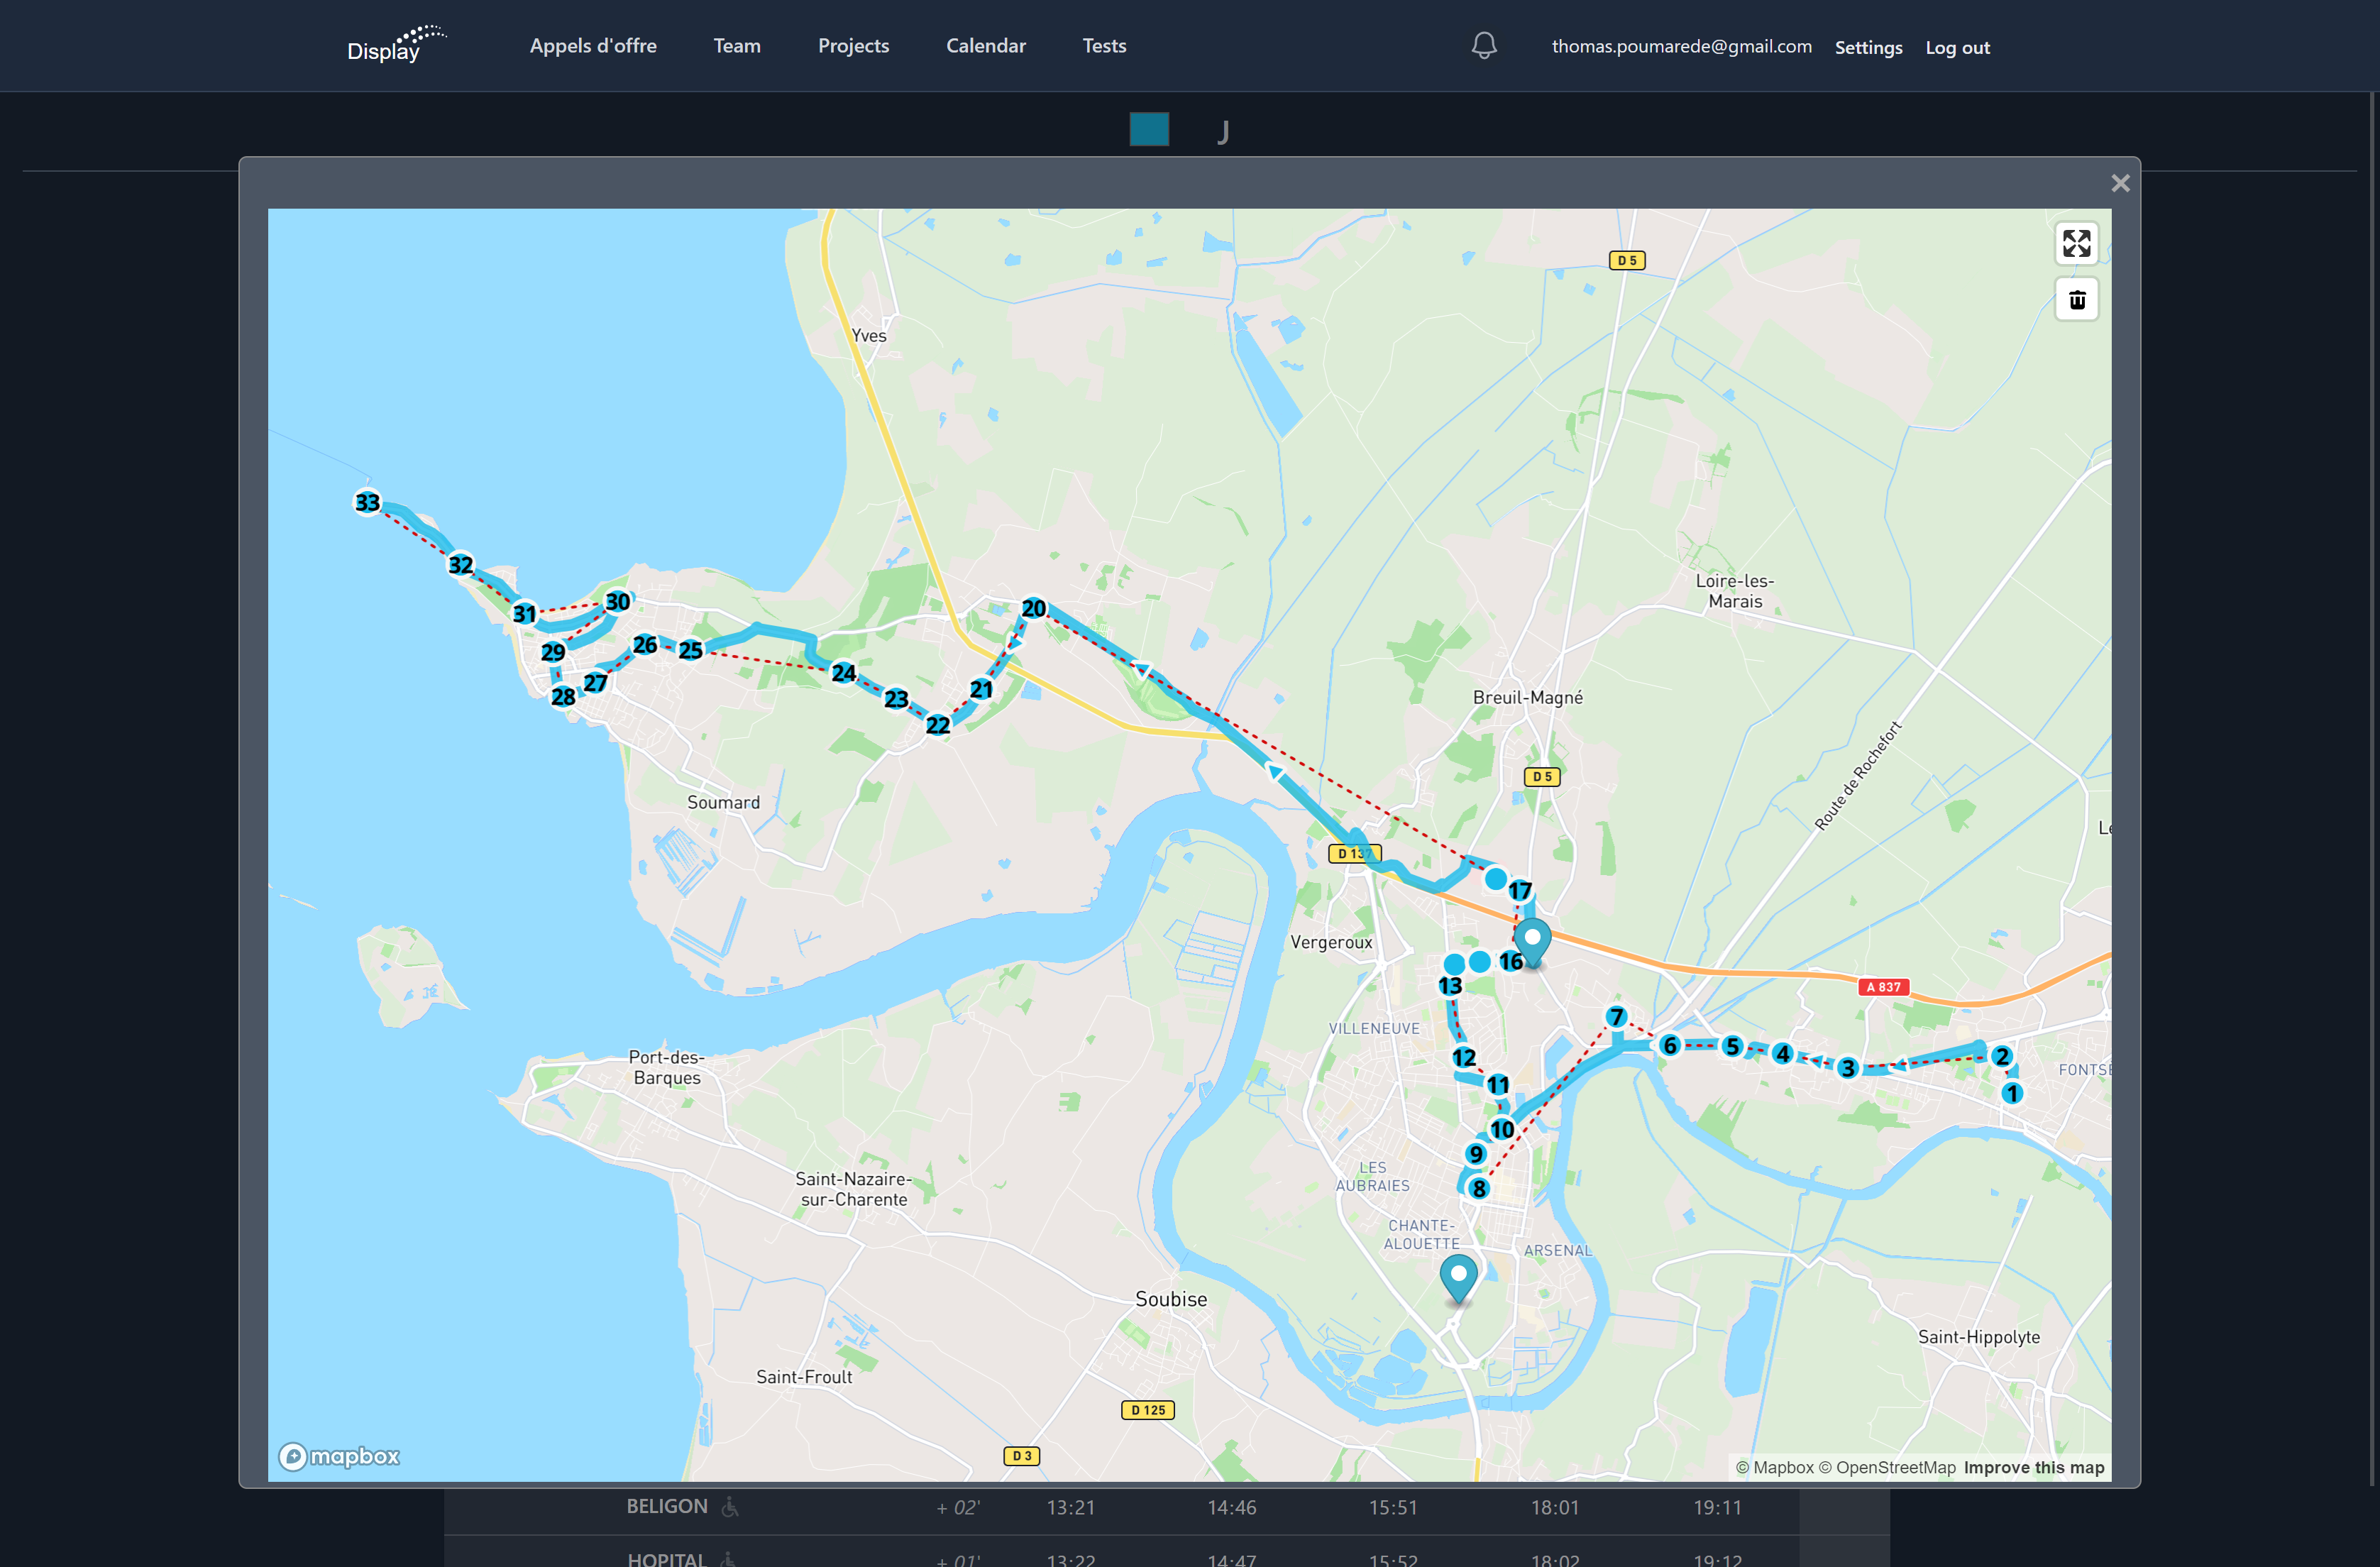 Display
Appels d'offre
Team
Projects
Calendar
Tests
thomas.poumarede@gmail.com
Settings
Log out
J
D 5
Yves
33
32
31
30
29
28
27
26
25
24
23
22
21
20
Loire-les-
Marais
Breuil-Magné
D 5
Route de Rochefort
Soumard
D 137
17
Vergeroux
16
13
A 837
7
VILLENEUVE
6
5
4
3
2
1
FONTSE
12
11
10
9
8
Port-des-
Barques
LES
AUBRAIES
Saint-Nazaire-
sur-Charente
CHANTE-
ALOUETTE
ARSENAL
Soubise
Saint-Hippolyte
Saint-Froult
D 125
D 3
mapbox
© Mapbox © OpenStreetMap Improve this map
BELIGON + 02' 13:21 14:46 15:51 18:01 19:11
HOPITAL + 01' 13:22 14:47 15:52 18:02 19:12